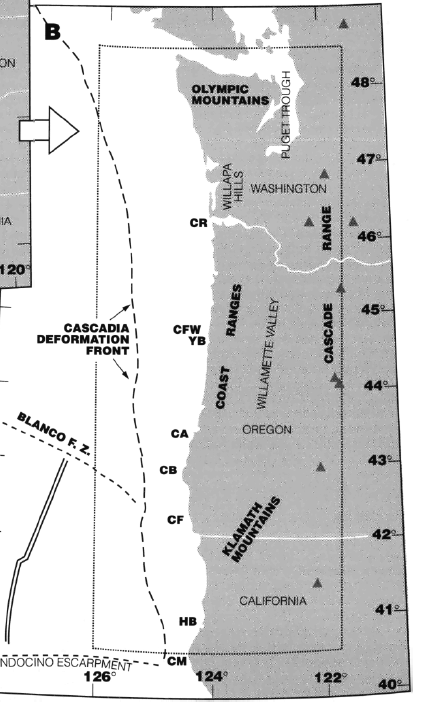 B
ON
IA
120°
OLYMPIC
MOUNTAINS
PUGET TROUGH
48°
47°
WILLAPA
HILLS
WASHINGTON
CR
RANGE
46°
CASCADIA
DEFORMATION
FRONT
CFW
YB
COAST RANGES
WILLAMETTE VALLEY
CASCADE
45°
44°
BLANCO F. Z.
CA
OREGON
CB
43°
CF
KLAMATH
MOUNTAINS
42°
CALIFORNIA
HB
41°
NDOCINO ESCARPMENT
CM
126°
124°
122°
40°